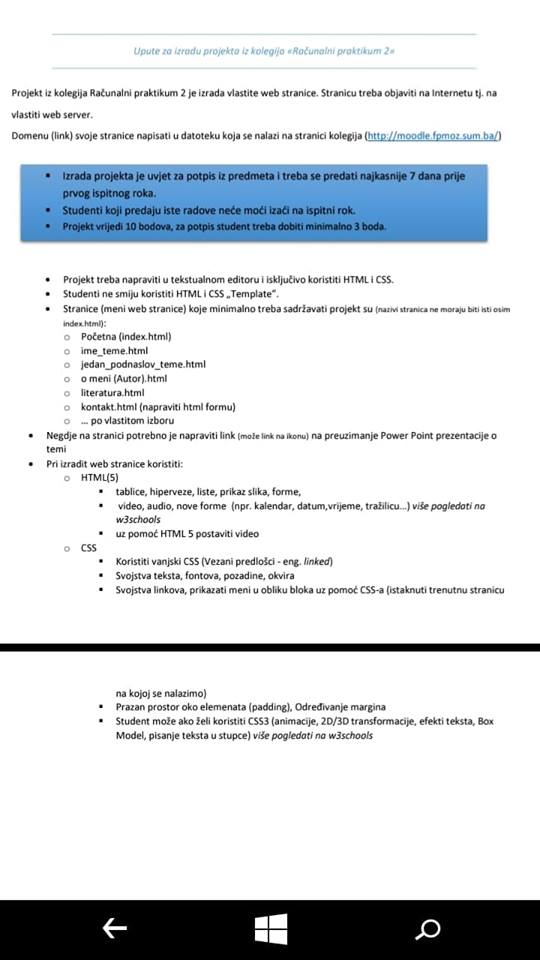 Upute za izradu projekta iz kolegija «Računalni praktikum 2»
Projekt iz kolegija Računalni praktikum 2 je izrada vlastite web stranice. Stranicu treba objaviti na Internetu tj. na
vlastiti web server.
Domenu (link) svoje stranice napisati u datoteku koja se nalazi na stranici kolegija (http://moodle.fpmoz.sum.ba/)
▪ Izrada projekta je uvjet za potpis iz predmeta i treba se predati najkasnije 7 dana prije
prvog ispitnog roka.
▪ Studenti koji predaju iste radove neće moći izaći na ispitni rok.
▪ Projekt vrijedi 10 bodova, za potpis student treba dobiti minimalno 3 boda.
• Projekt treba napraviti u tekstualnom editoru i isključivo koristiti HTML i CSS.
• Studenti ne smiju koristiti HTML i CSS „Template“.
• Stranice (meni web stranice) koje minimalno treba sadržavati projekt su (nazivi stranica ne moraju biti isti osim
index.html):
o Početna (index.html)
o ime_teme.html
o jedan_podnaslov_teme.html
o o meni (Autor).html
o literatura.html
o kontakt.html (napraviti html formu)
o ... po vlastitom izboru
• Negdje na stranici potrebno je napraviti link (može link na ikonu) na preuzimanje Power Point prezentacije o
temi
• Pri izradit web stranice koristiti:
o HTML(5)
▪ tablice, hiperveze, liste, prikaz slika, forme,
▪ video, audio, nove forme (npr. kalendar, datum,vrijeme, tražilicu...) više pogledati na
w3schools
▪ uz pomoć HTML 5 postaviti video
o CSS
▪ Koristiti vanjski CSS (Vezani predlošci - eng. linked)
▪ Svojstva teksta, fontova, pozadine, okvira
▪ Svojstva linkova, prikazati meni u obliku bloka uz pomoć CSS-a (istaknuti trenutnu stranicu
na kojoj se nalazimo)
▪ Prazan prostor oko elemenata (padding), Određivanje margina
▪ Student može ako želi koristiti CSS3 (animacije, 2D/3D transformacije, efekti teksta, Box
Model, pisanje teksta u stupce) više pogledati na w3schools